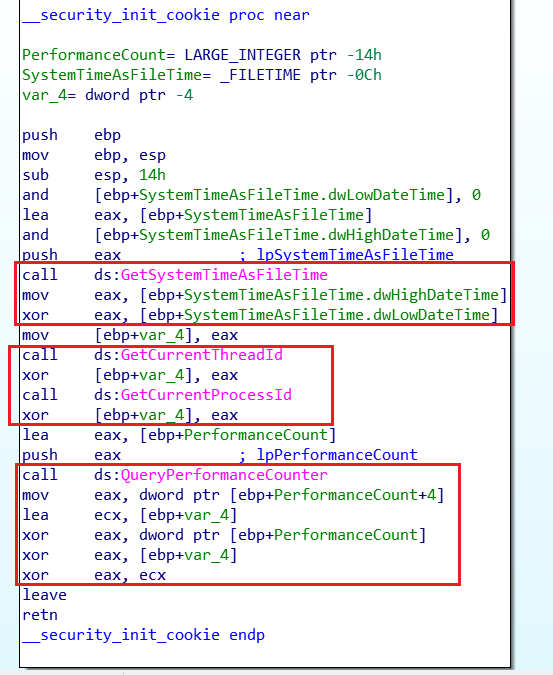 __security_init_cookie proc near
PerformanceCount= LARGE_INTEGER ptr -14h
SystemTimeAsFileTime= _FILETIME ptr -0Ch
var_4= dword ptr -4
push    ebp
mov     ebp, esp
sub     esp, 14h
and     [ebp+SystemTimeAsFileTime.dwLowDateTime], 0
lea     eax, [ebp+SystemTimeAsFileTime]
and     [ebp+SystemTimeAsFileTime.dwHighDateTime], 0
push    eax             ; lpSystemTimeAsFileTime
call    ds:GetSystemTimeAsFileTime
mov     eax, [ebp+SystemTimeAsFileTime.dwHighDateTime]
xor     eax, [ebp+SystemTimeAsFileTime.dwLowDateTime]
mov     [ebp+var_4], eax
call    ds:GetCurrentThreadId
xor     [ebp+var_4], eax
call    ds:GetCurrentProcessId
xor     [ebp+var_4], eax
lea     eax, [ebp+PerformanceCount]
push    eax             ; lpPerformanceCount
call    ds:QueryPerformanceCounter
mov     eax, dword ptr [ebp+PerformanceCount+4]
lea     ecx, [ebp+var_4]
xor     eax, dword ptr [ebp+PerformanceCount]
xor     eax, [ebp+var_4]
xor     eax, ecx
leave
retn
__security_init_cookie endp